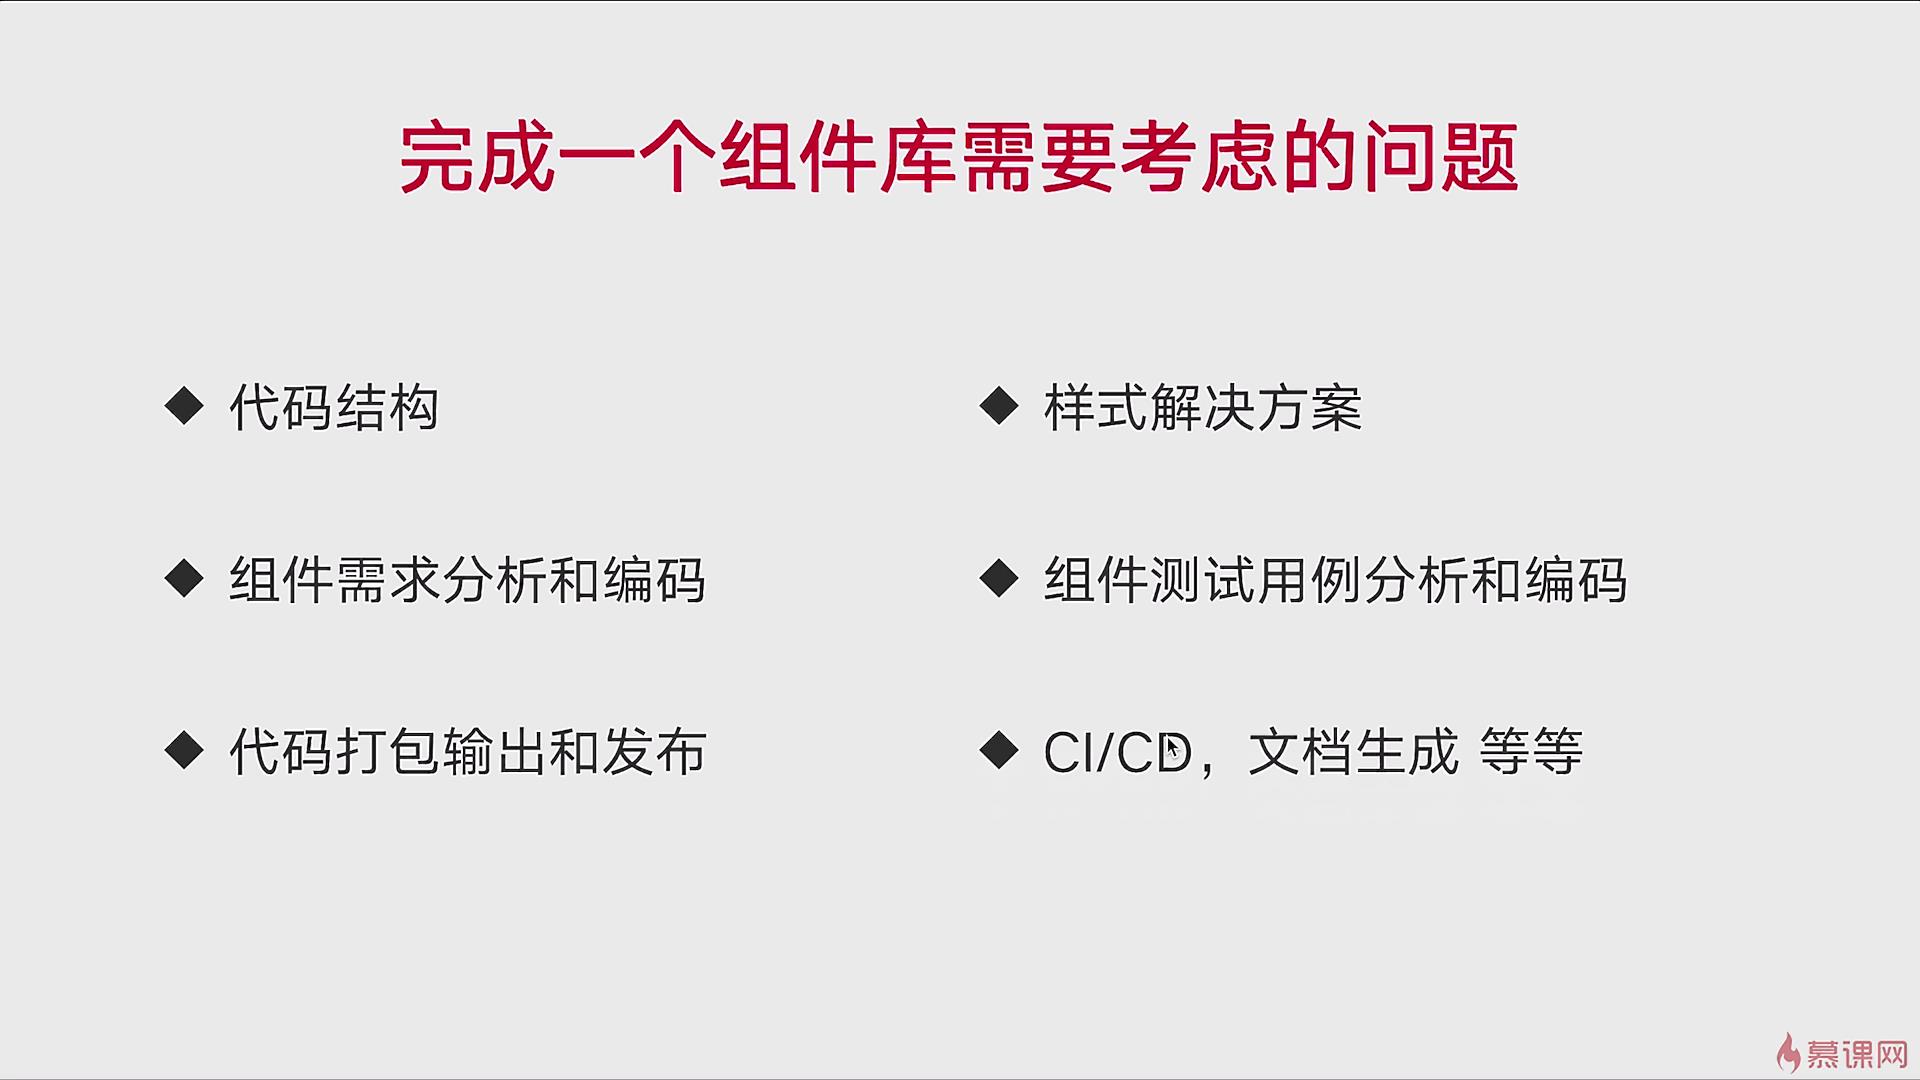 完成一个组件库需要考虑的问题
◆ 代码结构
◆ 样式解决方案
◆ 组件需求分析和编码
◆ 组件测试用例分析和编码
◆ 代码打包输出和发布
◆ CI/CD，文档生成 等等
慕课网